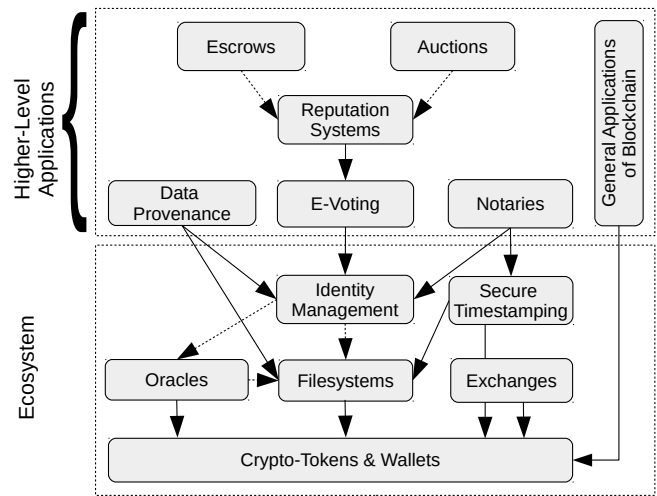 Escrows
Auctions
Reputation
Systems
Data
Provenance
E-Voting
Notaries
General Applications
of Blockchain
Higher-Level
Applications
Identity
Management
Secure
Timestamping
Oracles
Filesystems
Exchanges
Crypto-Tokens & Wallets
Ecosystem